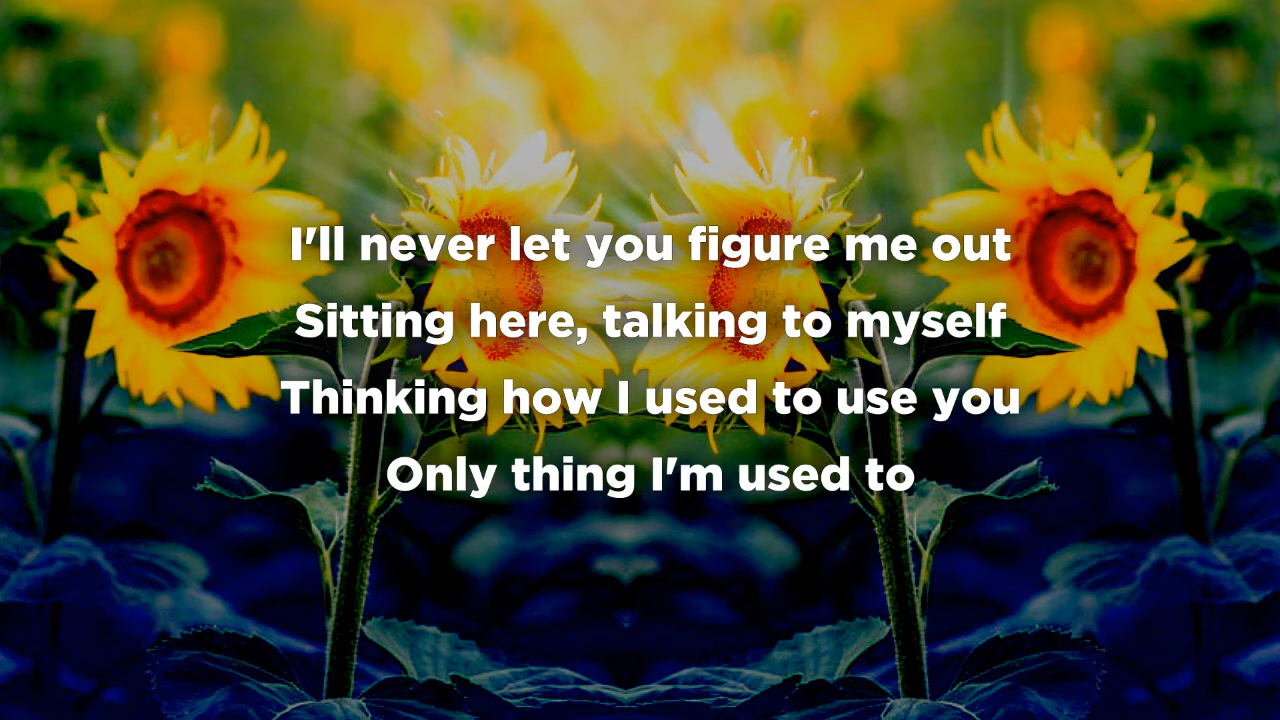 I'll never let you figure me out
Sitting here, talking to myself
Thinking how I used to use you
Only thing I'm used to